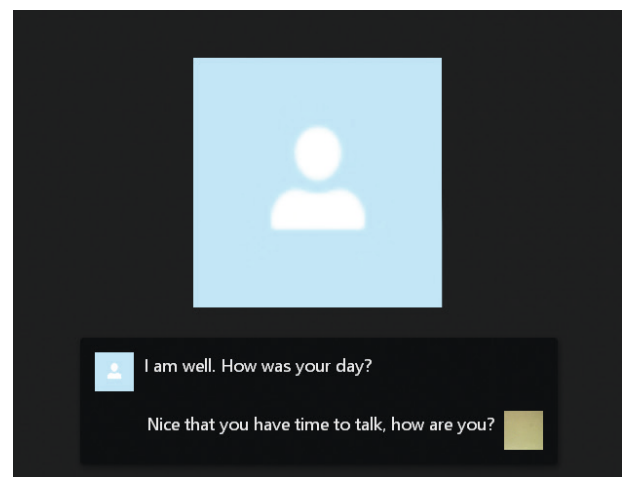 I am well. How was your day?
Nice that you have time to talk, how are you?